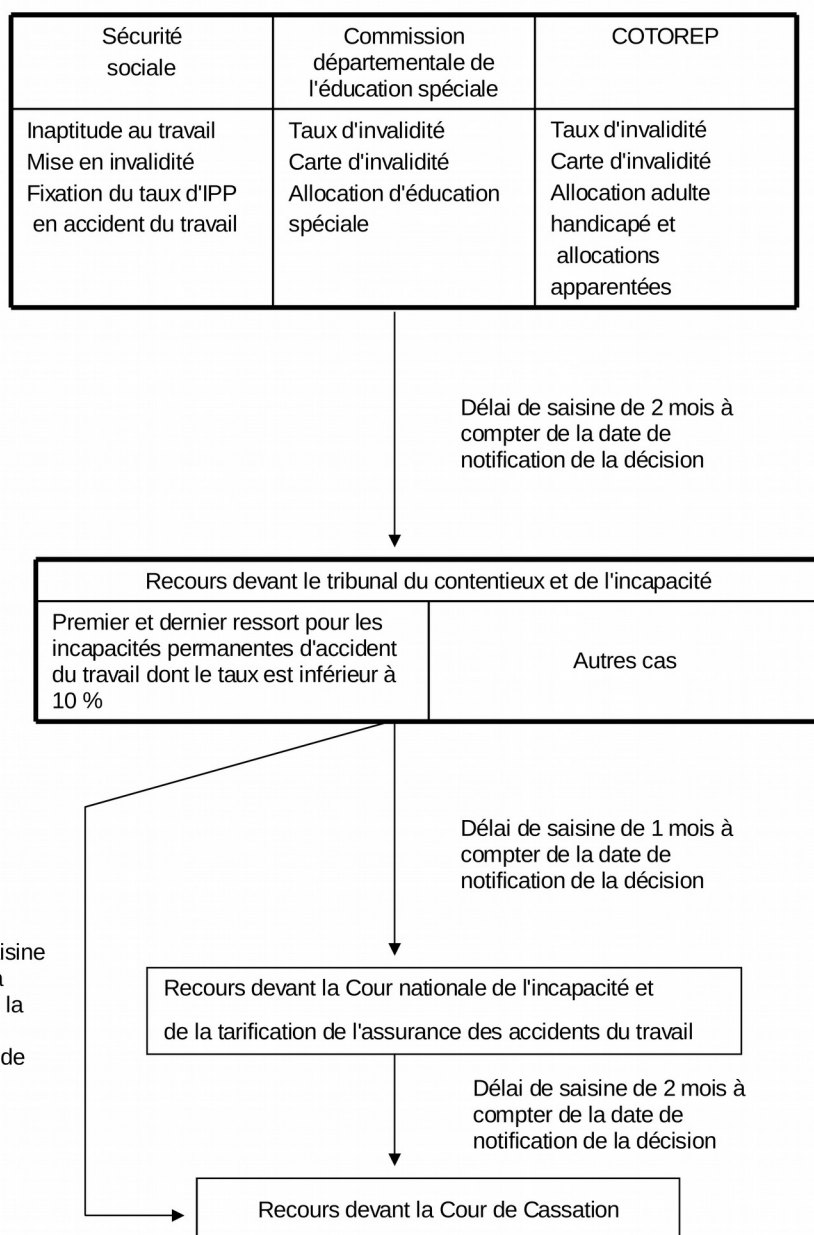 Sécurité
sociale
Commission
départementale de
l'éducation spéciale
COTOREP
Inaptitude au travail
Mise en invalidité
Fixation du taux d'IPP
en accident du travail
Taux d'invalidité
Carte d'invalidité
Allocation d'éducation
spéciale
Taux d'invalidité
Carte d'invalidité
Allocation adulte
handicapé et
allocations
apparentées
Délai de saisine de 2 mois à
compter de la date de
notification de la décision
Recours devant le tribunal du contentieux et de l'incapacité
Premier et dernier ressort pour les
incapacités permanentes d'accident
du travail dont le taux est inférieur à
10 %
Autres cas
Délai de saisine de 1 mois à
compter de la date de
notification de la décision
la
de
Recours devant la Cour nationale de l'incapacité et
de la tarification de l'assurance des accidents du travail
Délai de saisine de 2 mois à
compter de la date de
notification de la décision
Recours devant la Cour de Cassation